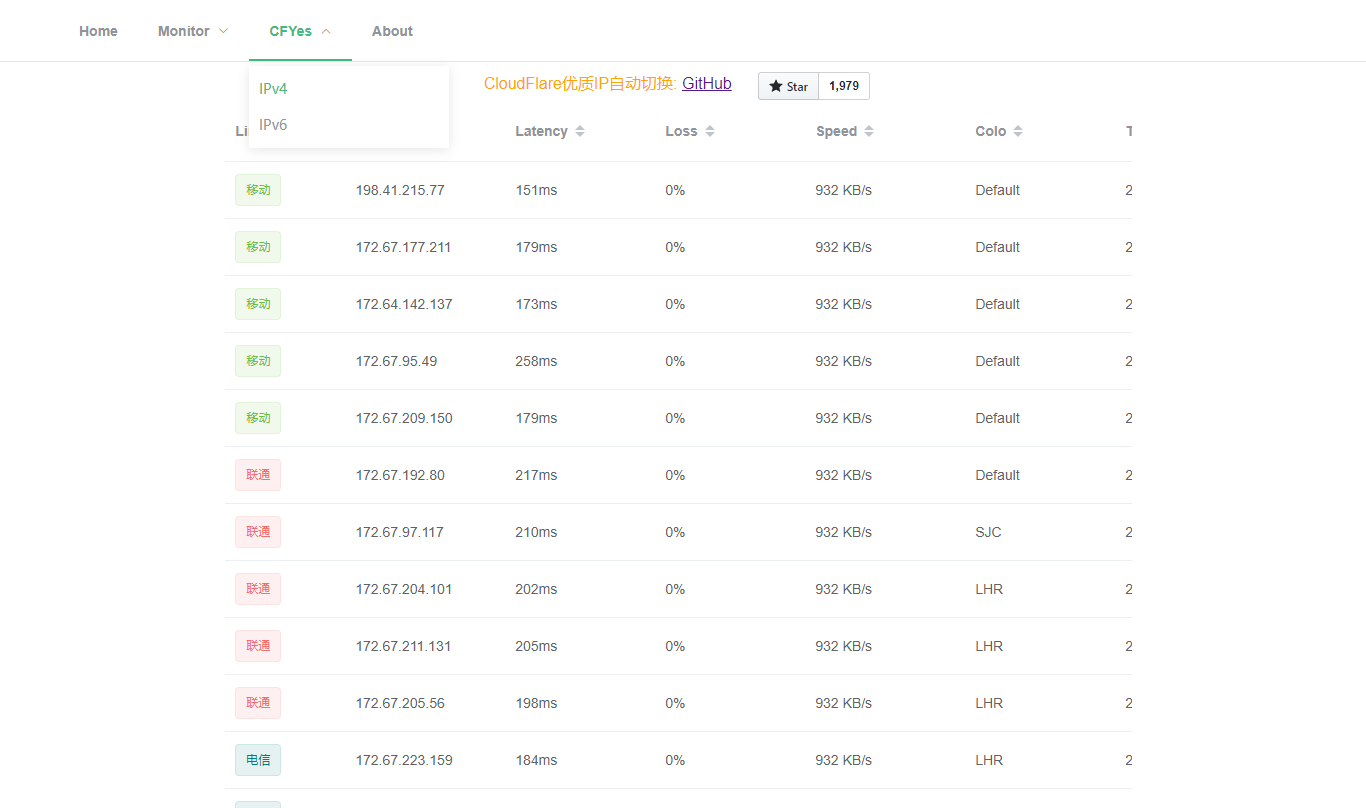 Home Monitor CFYes About
IPv4
IPv6
CloudFlare优质IP自动切换: GitHub Star 1,979
Li Latency Loss Speed Colo T
移动 198.41.215.77 151ms 0% 932 KB/s Default 2
移动 172.67.177.211 179ms 0% 932 KB/s Default 2
移动 172.64.142.137 173ms 0% 932 KB/s Default 2
移动 172.67.95.49 258ms 0% 932 KB/s Default 2
移动 172.67.209.150 179ms 0% 932 KB/s Default 2
联通 172.67.192.80 217ms 0% 932 KB/s Default 2
联通 172.67.97.117 210ms 0% 932 KB/s SJC 2
联通 172.67.204.101 202ms 0% 932 KB/s LHR 2
联通 172.67.211.131 205ms 0% 932 KB/s LHR 2
联通 172.67.205.56 198ms 0% 932 KB/s LHR 2
电信 172.67.223.159 184ms 0% 932 KB/s LHR 2